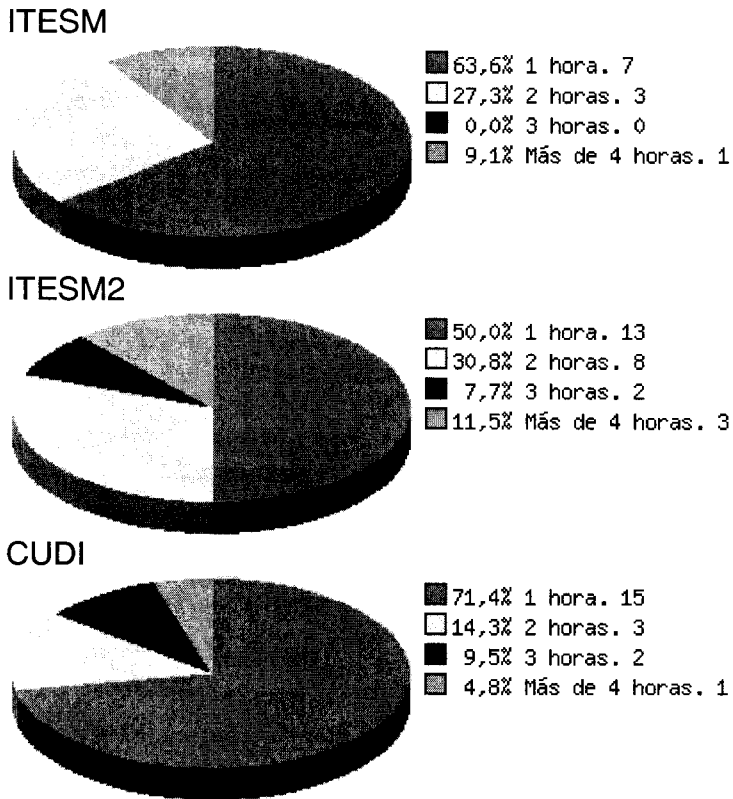 ITESM
63,6% 1 hora. 7
27,3% 2 horas. 3
0,0% 3 horas. 0
9,1% Más de 4 horas. 1
ITESM2
50,0% 1 hora. 13
30,8% 2 horas. 8
7,7% 3 horas. 2
11,5% Más de 4 horas. 3
CUDI
71,4% 1 hora. 15
14,3% 2 horas. 3
9,5% 3 horas. 2
4,8% Más de 4 horas. 1